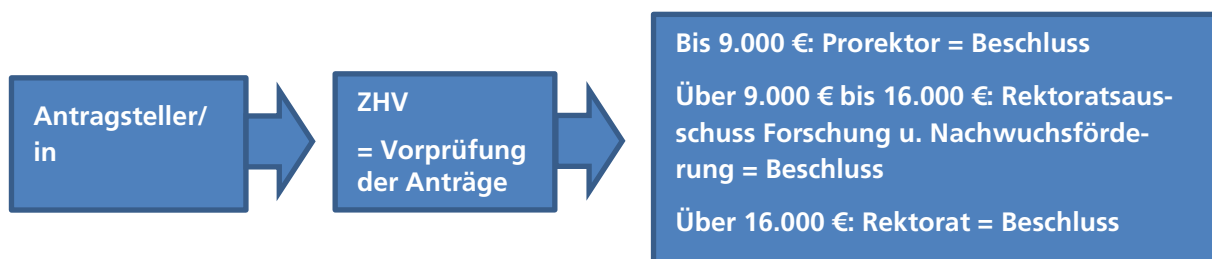 Antragsteller/
in
ZHV
= Vorprüfung
der Anträge
Bis 9.000 €: Prorektor = Beschluss
Über 9.000 € bis 16.000 €: Rektoratsaus-
schuss Forschung u. Nachwuchsförde-
rung = Beschluss
Über 16.000 €: Rektorat = Beschluss